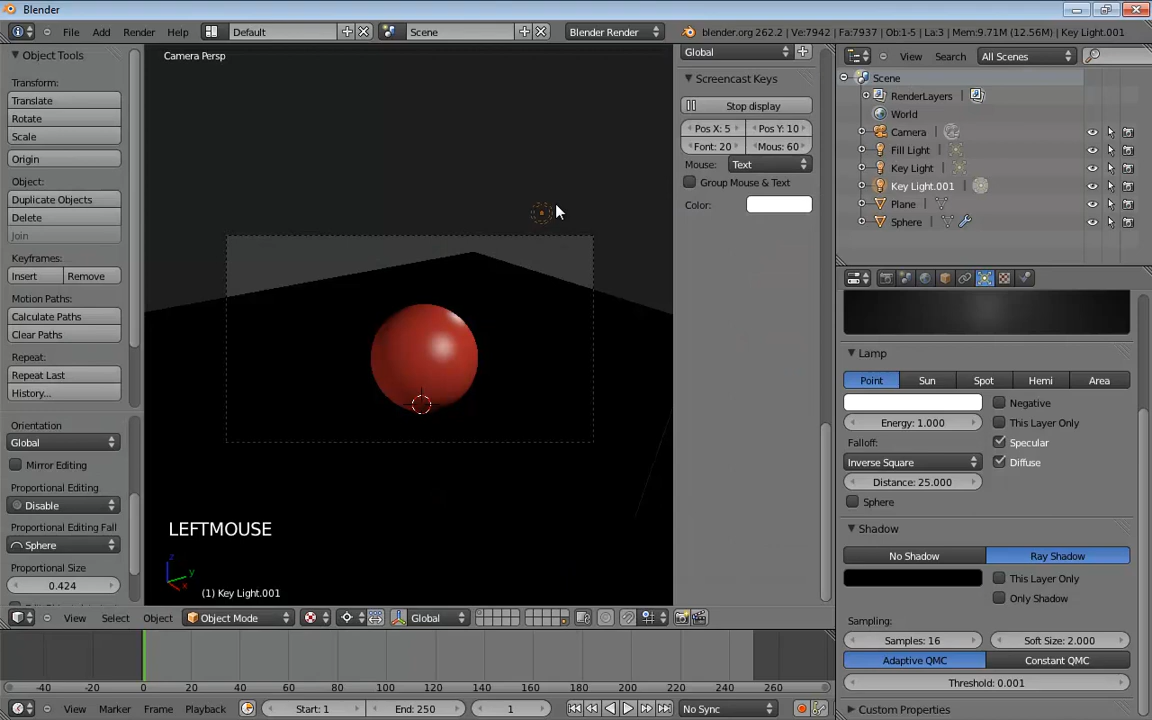 Blender
File Add Render Help Default Scene Blender Render blender.org 262.2 | Ve:7942 | Fa:7937 | Ob:1-5 | La:3 | Mem:9.71M (12.56M) | Key Light.001
Object Tools
Transform:
Translate
Rotate
Scale
Origin
Object:
Duplicate Objects
Delete
Join
Keyframes:
Insert Remove
Motion Paths:
Calculate Paths
Clear Paths
Repeat:
Repeat Last
History...
Orientation
Global
Mirror Editing
Proportional Editing
Disable
Proportional Editing Fall
Sphere
Proportional Size
0.424
Camera Persp
LEFTMOUSE
z
y
x
(1) Key Light.001
View Select Object Object Mode Global
Global
Screencast Keys
Stop display
Pos X: 5 Pos Y: 10
Font: 20 Mous: 60
Mouse: Text
Group Mouse & Text
Color:
View Search All Scenes
Scene
RenderLayers
World
Camera
Fill Light
Key Light
Key Light.001
Plane
Sphere
Lamp
Point Sun Spot Hemi Area
Negative
Energy: 1.000 This Layer Only
Falloff: Specular
Inverse Square Diffuse
Distance: 25.000
Sphere
Shadow
No Shadow Ray Shadow
This Layer Only
Only Shadow
Sampling:
Samples: 16 Soft Size: 2.000
Adaptive QMC Constant QMC
Threshold: 0.001
Custom Properties
-40 -20 0 20 40 60 80 100 120 140 160 180 200 220 240 260
View Marker Frame Playback Start: 1 End: 250 1 No Sync